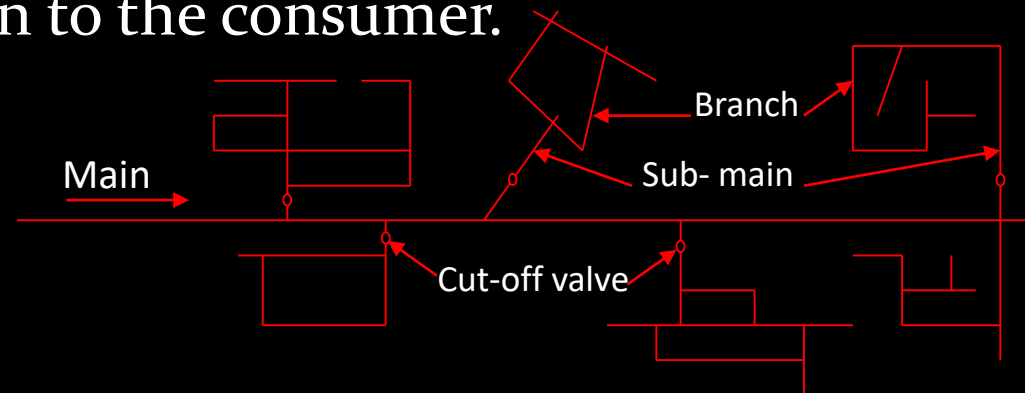 n to the consumer.
Branch
Main
Sub- main
Cut-off valve